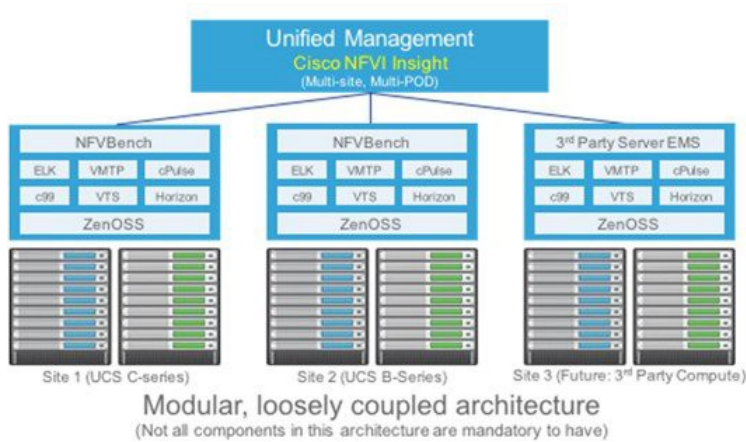 Unified Management
Cisco NFVI Insight
(Multi-site, Multi-POD)
NFVBench
ELK VMTP cPulse
c99 VTS Horizon
ZenOSS
NFVBench
ELK VMTP cPulse
c99 VTS Horizon
ZenOSS
3rd Party Server EMS
ELK VMTP cPulse
c99 VTS Horizon
ZenOSS
Site 1 (UCS C-series)
Site 2 (UCS B-Series)
Site 3 (Future: 3rd Party Compute)
Modular, loosely coupled architecture
(Not all components in this architecture are mandatory to have)